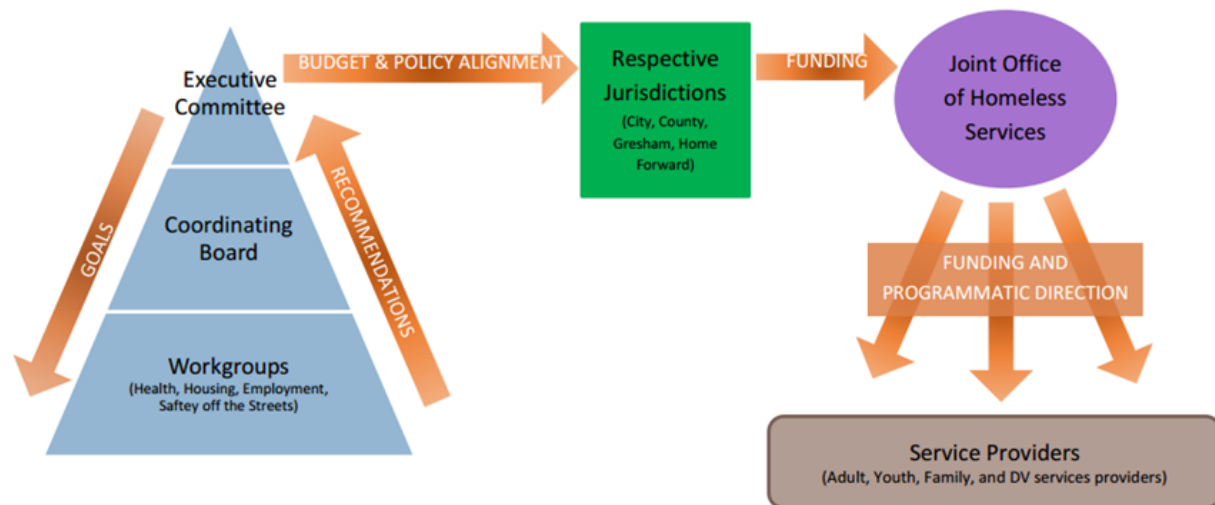 Executive
Committee
BUDGET & POLICY ALIGNMENT
Respective
Jurisdictions
(City, County,
Gresham, Home
Forward)
FUNDING
Joint Office
of Homeless
Services
GOALS
RECOMMENDATIONS
Coordinating
Board
Workgroups
(Health, Housing, Employment,
Saftey off the Streets)
FUNDING AND
PROGRAMMATIC DIRECTION
Service Providers
(Adult, Youth, Family, and DV services providers)